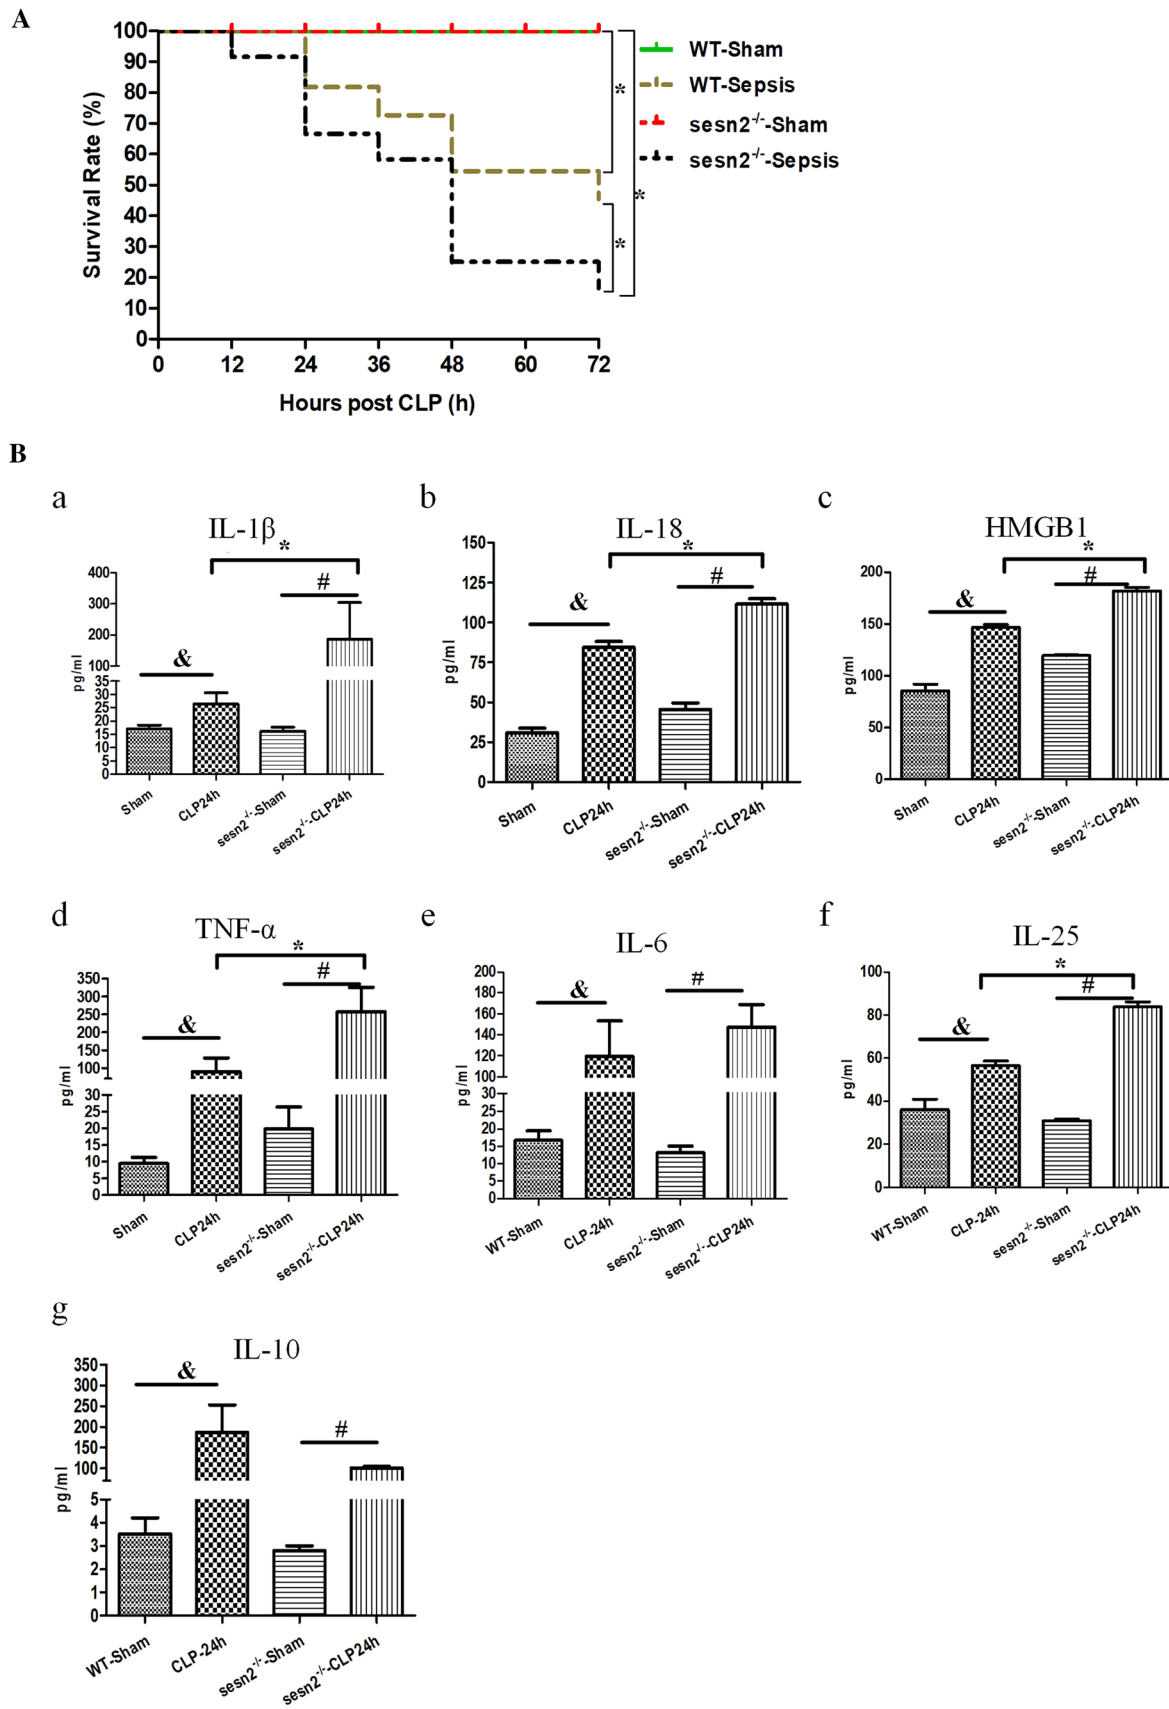 A
Survival Rate (%)
100
90
80
70
60
50
40
30
20
10
0
0 12 24 36 48 60 72
Hours post CLP (h)
* * *
WT-Sham
WT-Sepsis
sesn2-/--Sham
sesn2-/--Sepsis
B
a
IL-1β
*
#
&
pg/ml
400
300
200
100
35
30
25
20
15
10
5
0
Sham CLP24h sesn2-/--Sham sesn2-/--CLP24h
b
IL-18
*
#
&
pg/ml
150
125
100
75
50
25
0
Sham CLP24h sesn2-/--Sham sesn2-/--CLP24h
c
HMGB1
*
#
&
pg/ml
200
150
100
50
0
Sham CLP24h sesn2-/--Sham sesn2-/--CLP24h
d
TNF-α
*
#
&
pg/ml
350
300
250
200
150
100
30
25
20
15
10
5
0
Sham CLP24h sesn2-/--Sham sesn2-/--CLP24h
e
IL-6
#
&
pg/ml
200
180
160
140
120
100
30
25
20
15
10
5
0
WT-Sham CLP-24h sesn2-/--Sham sesn2-/--CLP24h
f
IL-25
*
#
&
pg/ml
100
80
60
40
20
0
WT-Sham CLP-24h sesn2-/--Sham sesn2-/--CLP24h
g
IL-10
&
#
pg/ml
350
300
250
200
150
100
5
4
3
2
1
0
WT-Sham CLP-24h sesn2-/--Sham sesn2-/--CLP24h